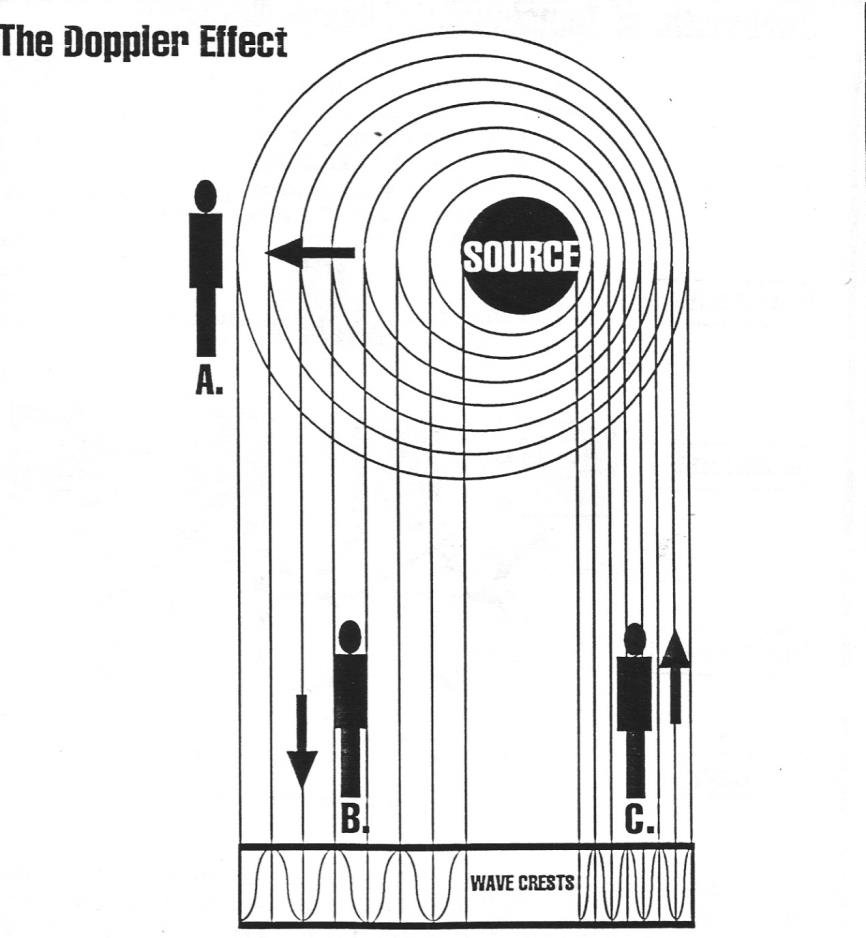 The Doppler Effect
SOURCE
A.
B.
C.
WAVE CRESTS